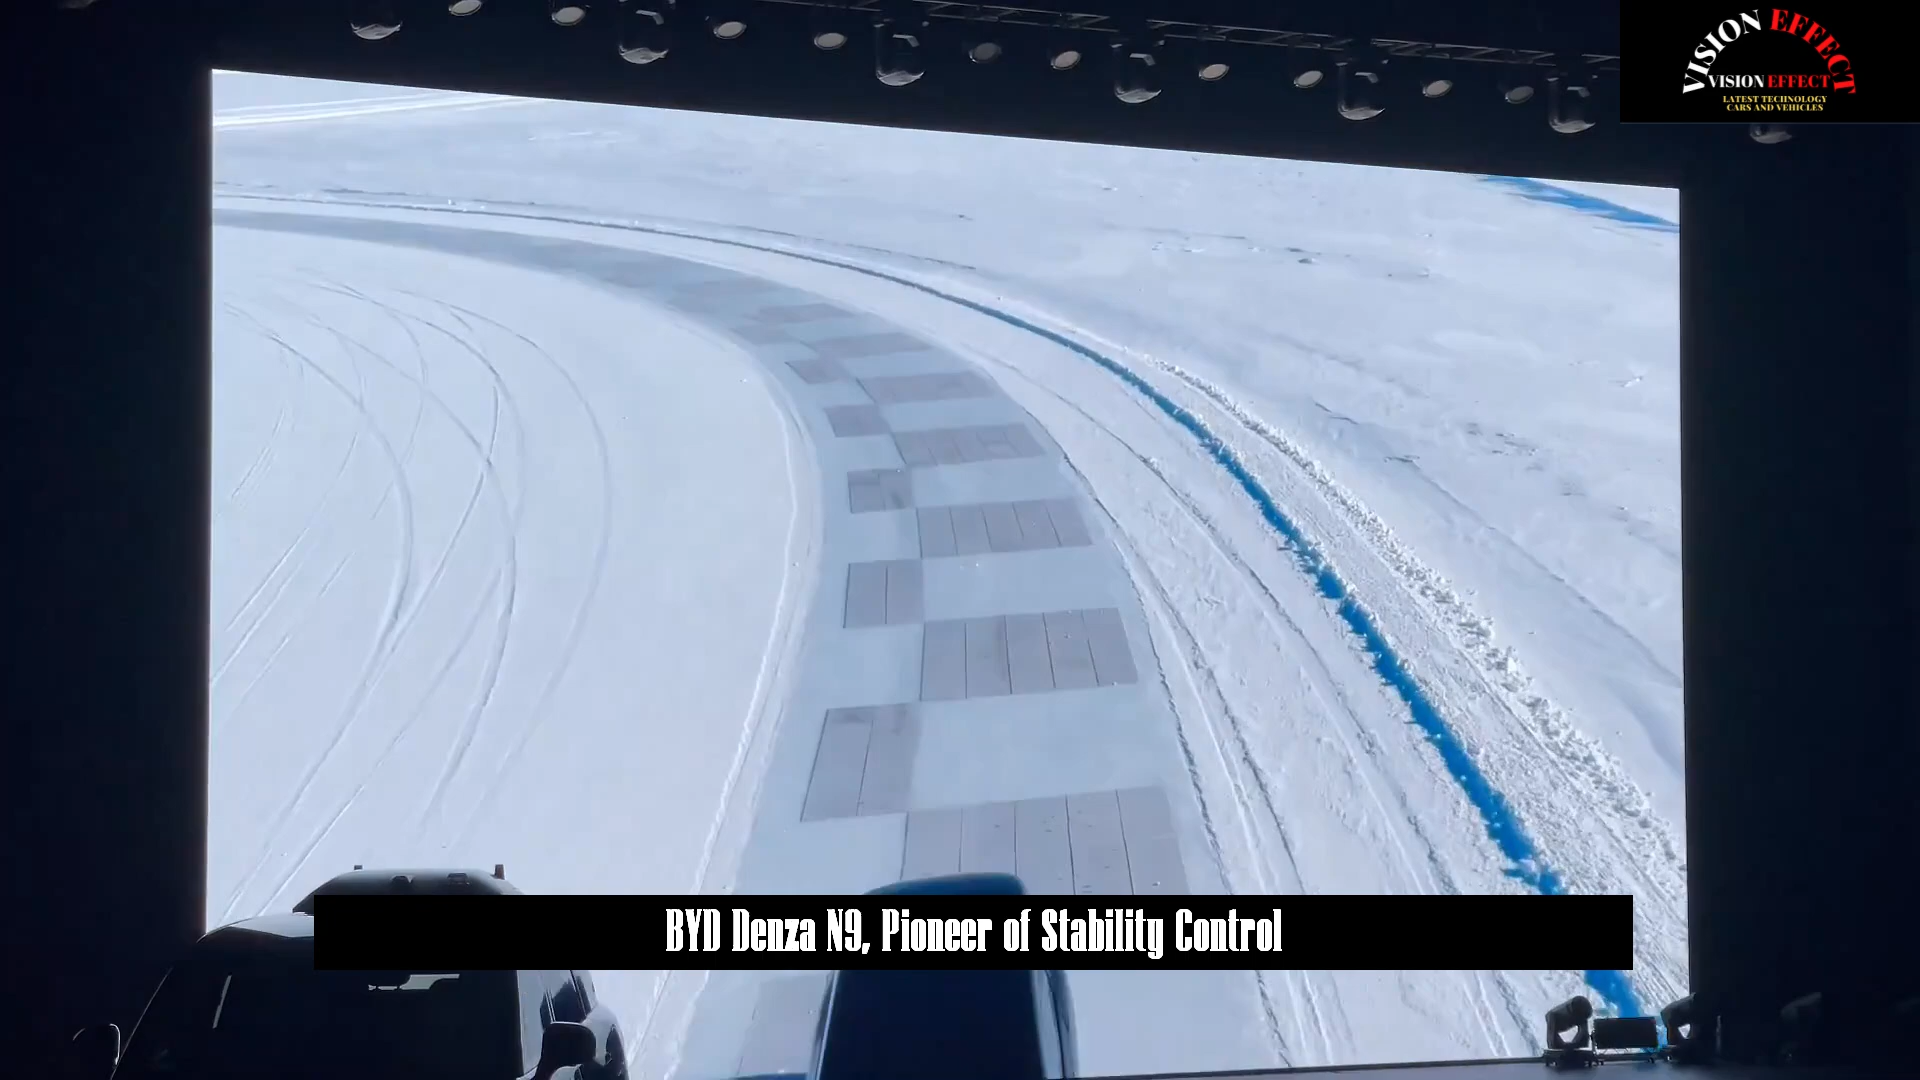 VISION EFFECT
VISION EFFECT
LATEST TECHNOLOGY
CARS AND VEHICLES
BYD Denza N9, Pioneer of Stability Control